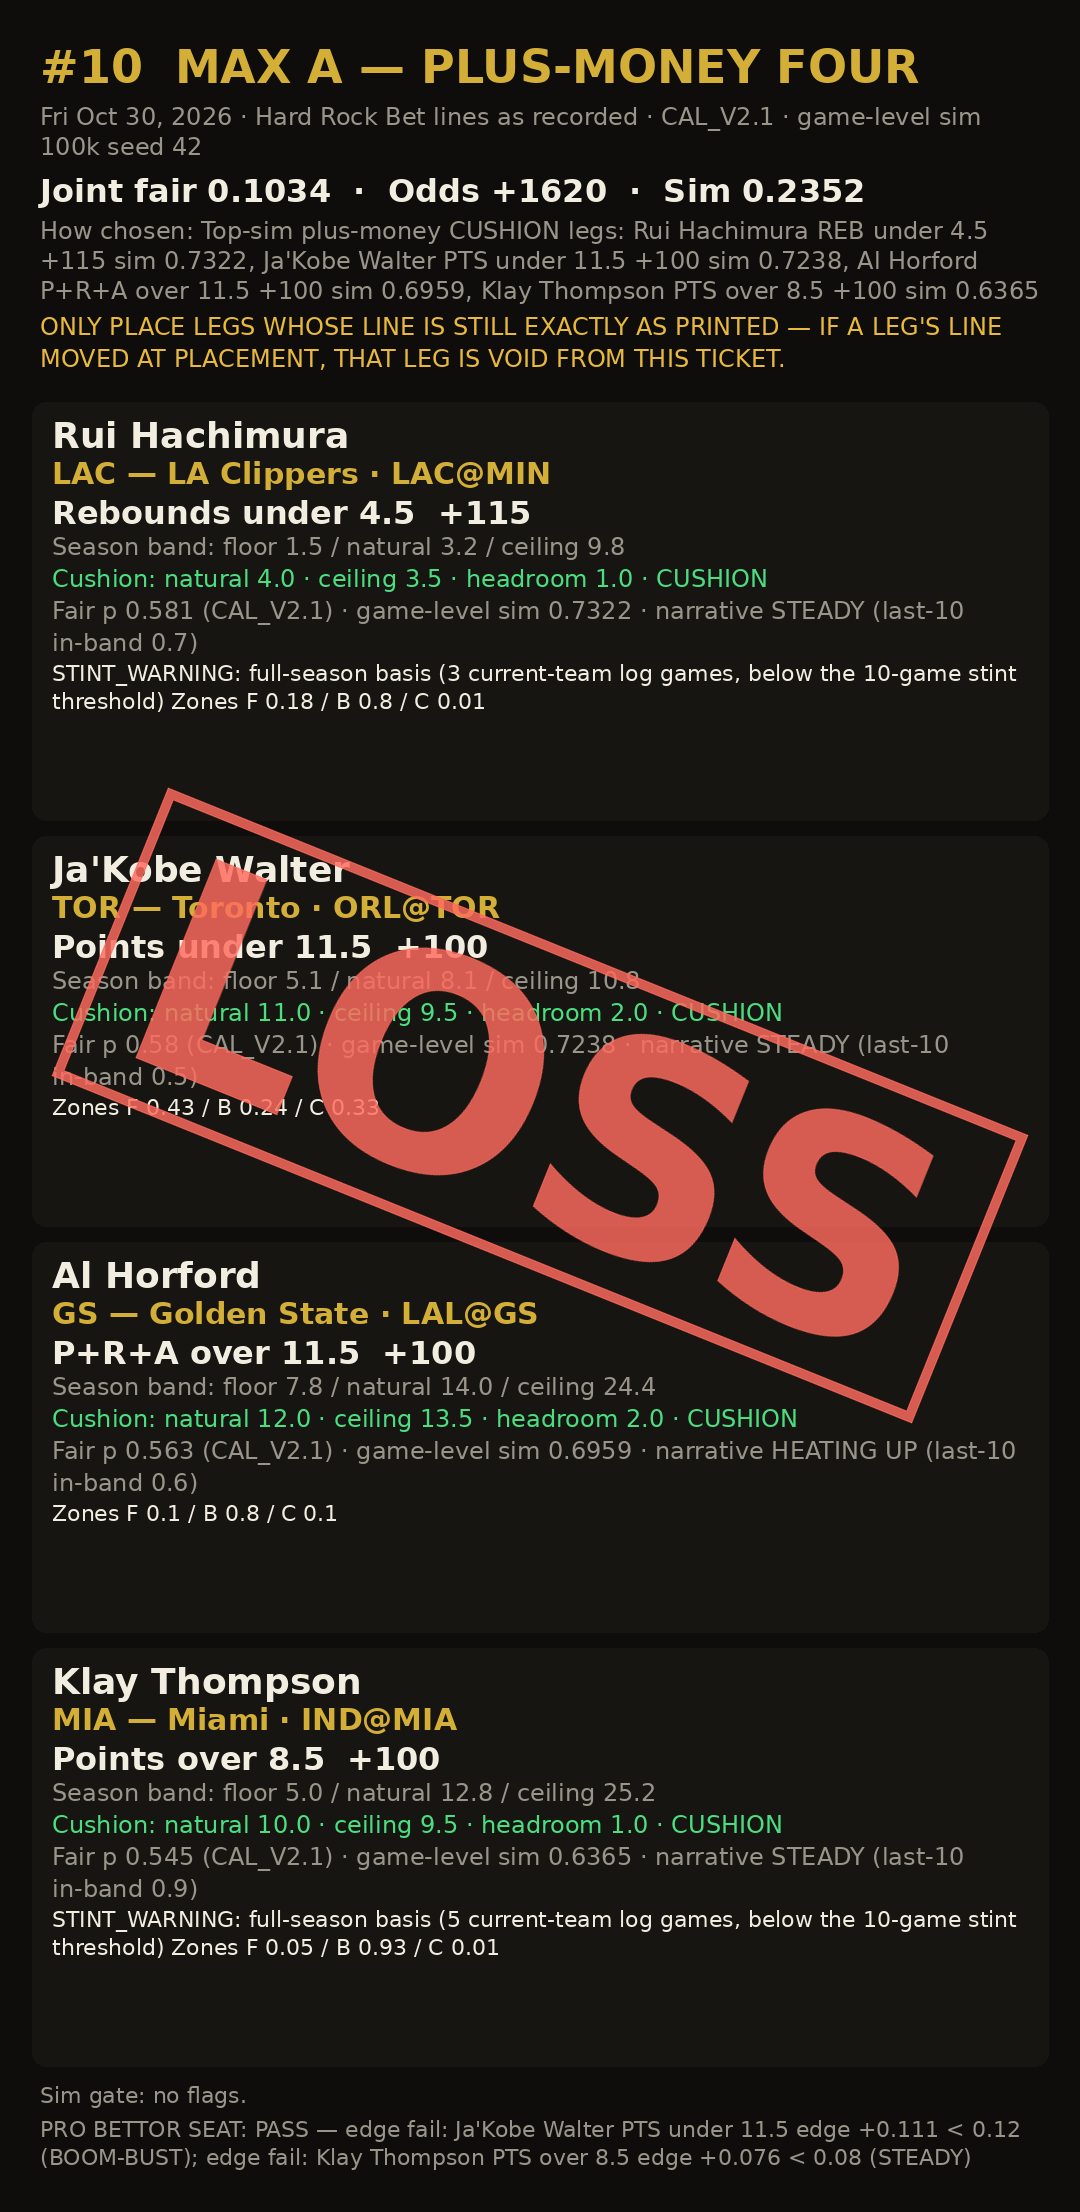 #10  MAX A — PLUS-MONEY FOUR
Fri Oct 30, 2026 · Hard Rock Bet lines as recorded · CAL_V2.1 · game-level sim
100k seed 42
Joint fair 0.1034  ·  Odds +1620  ·  Sim 0.2352
How chosen: Top-sim plus-money CUSHION legs: Rui Hachimura REB under 4.5
+115 sim 0.7322, Ja'Kobe Walter PTS under 11.5 +100 sim 0.7238, Al Horford
P+R+A over 11.5 +100 sim 0.6959, Klay Thompson PTS over 8.5 +100 sim 0.6365
ONLY PLACE LEGS WHOSE LINE IS STILL EXACTLY AS PRINTED — IF A LEG'S LINE
MOVED AT PLACEMENT, THAT LEG IS VOID FROM THIS TICKET.
Rui Hachimura
LAC — LA Clippers · LAC@MIN
Rebounds under 4.5  +115
Season band: floor 1.5 / natural 3.2 / ceiling 9.8
Cushion: natural 4.0 · ceiling 3.5 · headroom 1.0 · CUSHION
Fair p 0.581 (CAL_V2.1) · game-level sim 0.7322 · narrative STEADY (last-10
in-band 0.7)
STINT_WARNING: full-season basis (3 current-team log games, below the 10-game stint
threshold) Zones F 0.18 / B 0.8 / C 0.01
Ja'Kobe Walter
TOR — Toronto · ORL@TOR
Points under 11.5  +100
Season band: floor 5.1 / natural 8.1 / ceiling 10.8
Cushion: natural 11.0 · ceiling 9.5 · headroom 2.0 · CUSHION
Fair p 0.58 (CAL_V2.1) · game-level sim 0.7238 · narrative STEADY (last-10
in-band 0.5)
Zones F 0.43 / B 0.24 / C 0.33
LOSS
Al Horford
GS — Golden State · LAL@GS
P+R+A over 11.5  +100
Season band: floor 7.8 / natural 14.0 / ceiling 24.4
Cushion: natural 12.0 · ceiling 13.5 · headroom 2.0 · CUSHION
Fair p 0.563 (CAL_V2.1) · game-level sim 0.6959 · narrative HEATING UP (last-10
in-band 0.6)
Zones F 0.1 / B 0.8 / C 0.1
Klay Thompson
MIA — Miami · IND@MIA
Points over 8.5  +100
Season band: floor 5.0 / natural 12.8 / ceiling 25.2
Cushion: natural 10.0 · ceiling 9.5 · headroom 1.0 · CUSHION
Fair p 0.545 (CAL_V2.1) · game-level sim 0.6365 · narrative STEADY (last-10
in-band 0.9)
STINT_WARNING: full-season basis (5 current-team log games, below the 10-game stint
threshold) Zones F 0.05 / B 0.93 / C 0.01
Sim gate: no flags.
PRO BETTOR SEAT: PASS — edge fail: Ja'Kobe Walter PTS under 11.5 edge +0.111 < 0.12
(BOOM-BUST); edge fail: Klay Thompson PTS over 8.5 edge +0.076 < 0.08 (STEADY)